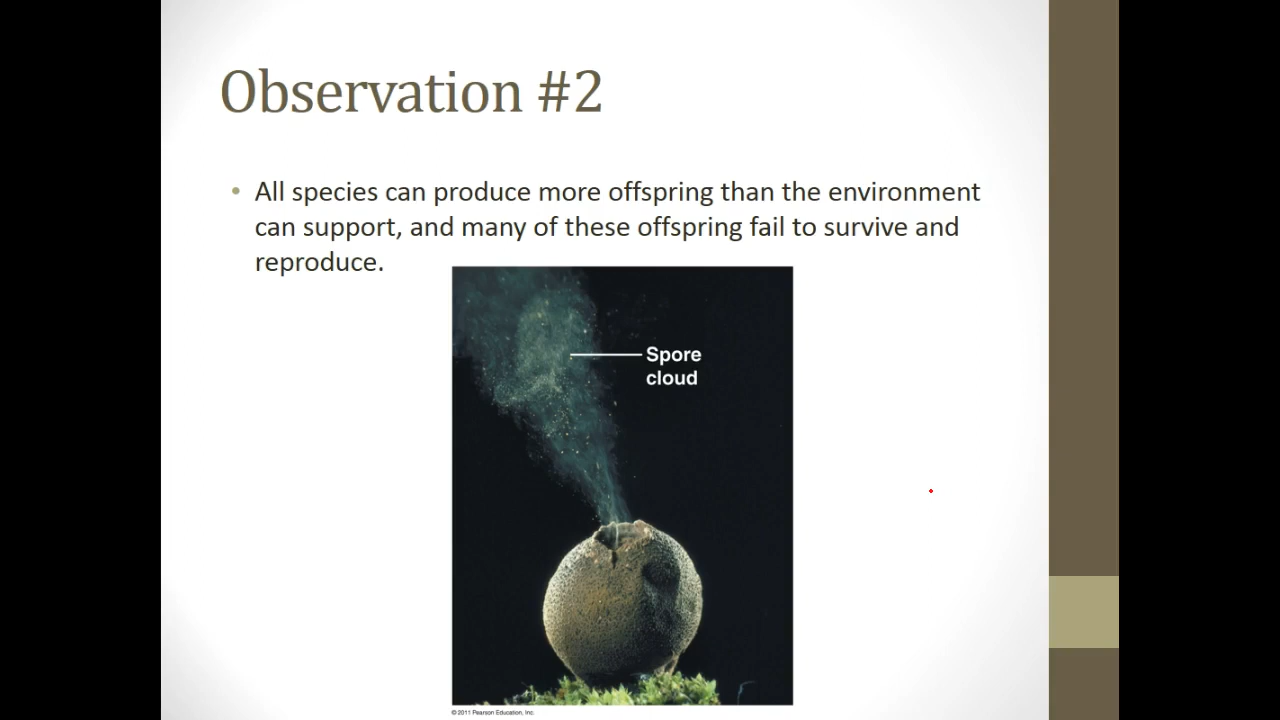 Observation #2
• All species can produce more offspring than the environment
can support, and many of these offspring fail to survive and
reproduce.
Spore
cloud
© 2011 Pearson Education, Inc.